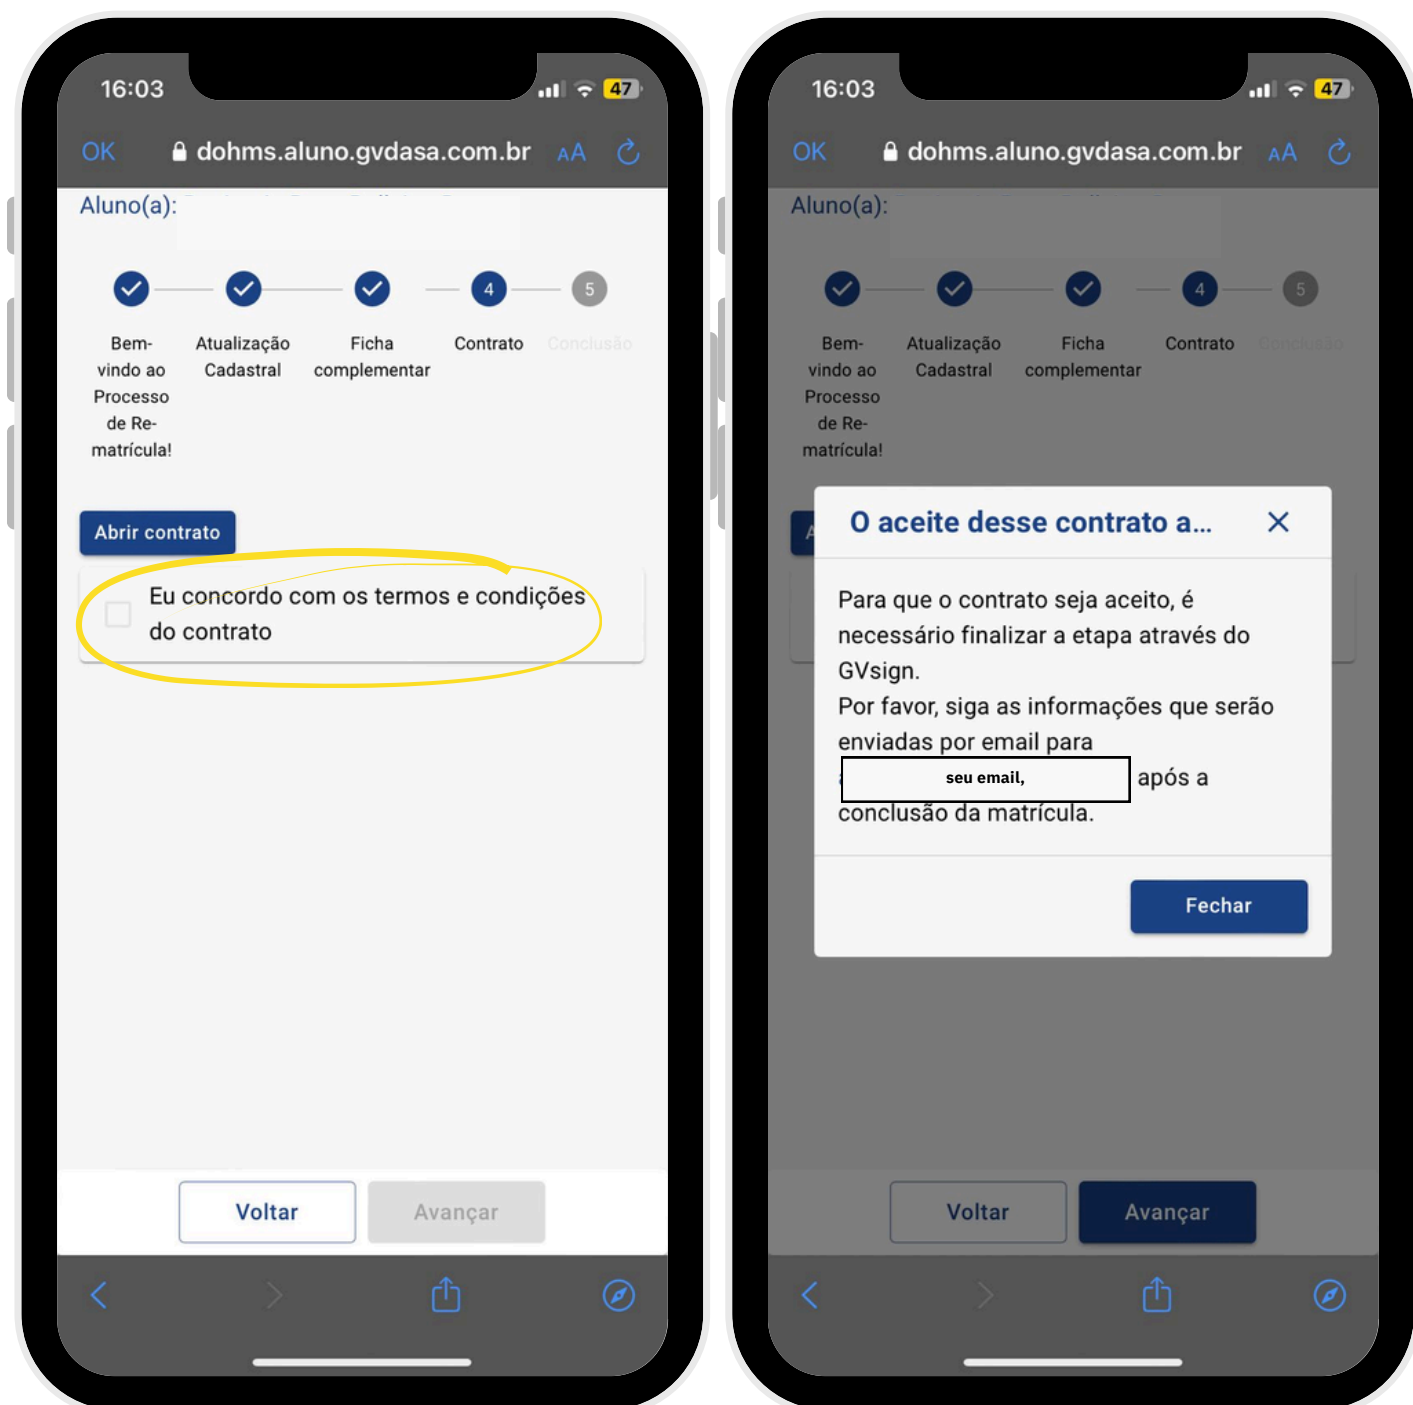 16:03
47
OK
dohms.aluno.gvdasa.com.br
AA
Aluno(a):
4
5
Bem-
vindo ao
Processo
de Re-
matrícula!
Atualização
Cadastral
Ficha
complementar
Contrato
Conclusão
Abrir contrato
Eu concordo com os termos e condições
do contrato
Voltar
Avançar
16:03
47
OK
dohms.aluno.gvdasa.com.br
AA
Aluno(a):
4
5
Bem-
vindo ao
Processo
de Re-
matrícula!
Atualização
Cadastral
Ficha
complementar
Contrato
Conclusão
O aceite desse contrato a...
Para que o contrato seja aceito, é
necessário finalizar a etapa através do
GVsign.
Por favor, siga as informações que serão
enviadas por email para
seu email, após a
conclusão da matrícula.
Fechar
Voltar
Avançar